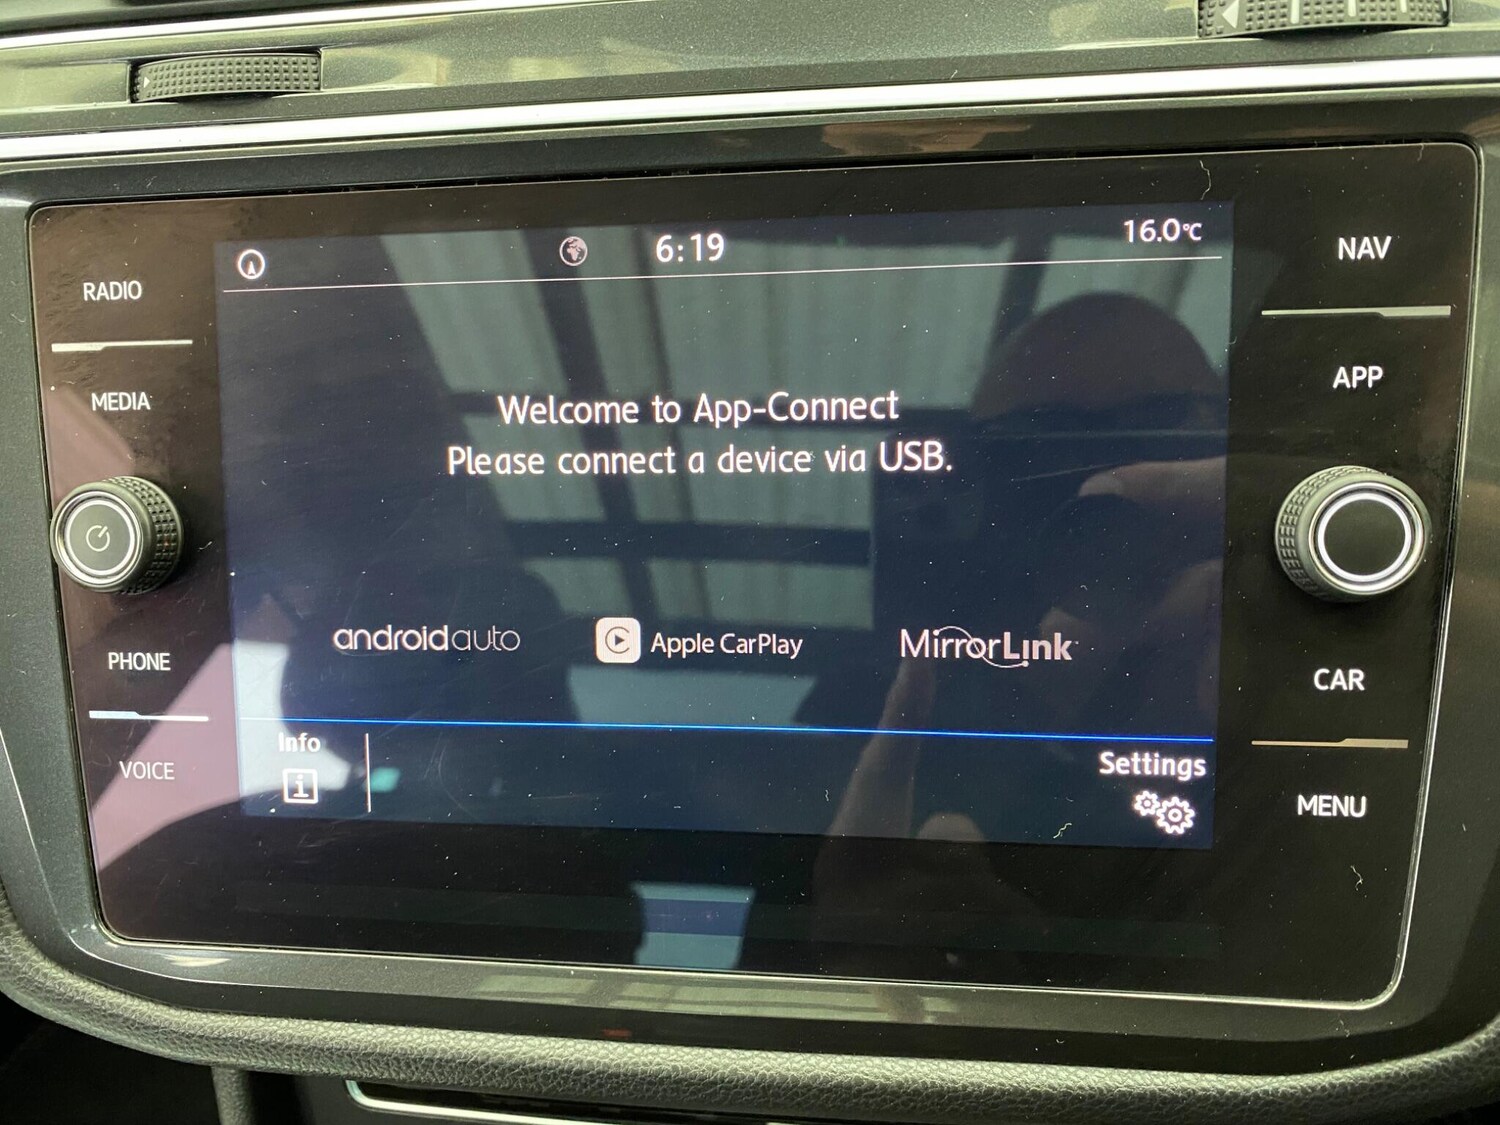 6:19
16.0°C
RADIO
MEDIA
PHONE
VOICE
Welcome to App-Connect
Please connect a device via USB.
androidauto
Apple CarPlay
MirrorLink
Info
i
Settings
NAV
APP
CAR
MENU